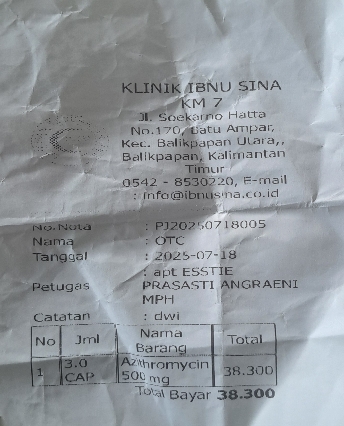 KLINIK IBNU SINA
KM 7
Jl. Soekarno Hatta
No.170, Batu Ampar,
Kec. Balikpapan Utara,,
Balikpapan, Kalimantan
Timur
0542 - 8530220, E-mail
: info@ibnusina.co.id
No.Nota : PJ20250718005
Nama : OTC
Tanggal : 2025-07-18
: apt ESSTIE
Petugas PRASASTI ANGRAENI
MPH
Catatan : dwi
No Jml Nama Barang Total
1 3.0 CAP Azithromycin 500 mg 38.300
Total Bayar 38.300